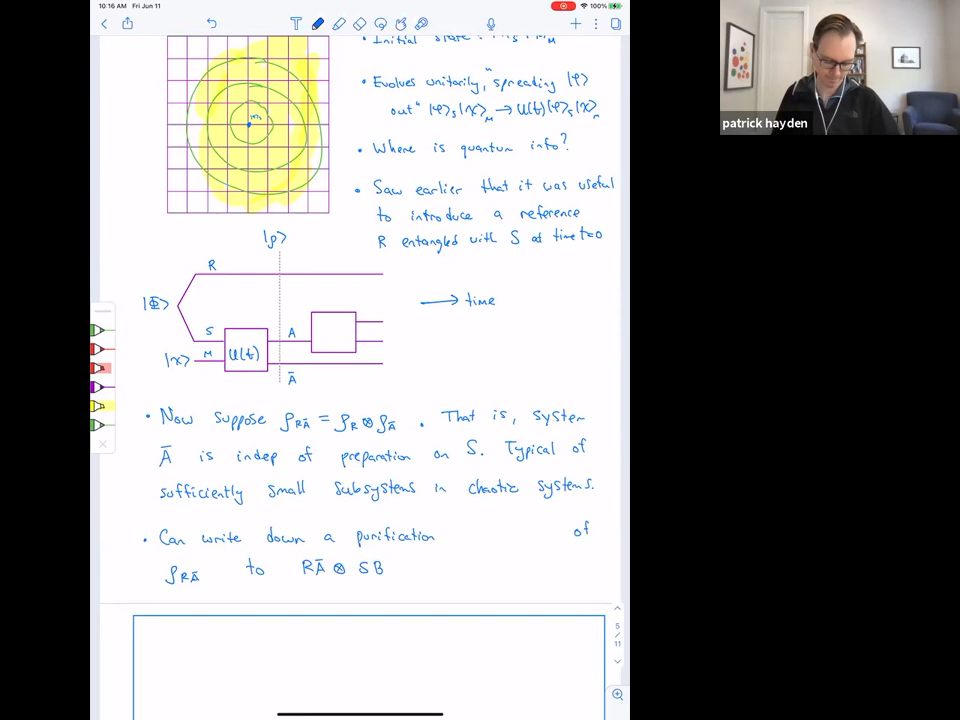 10:16 AM Fri Jun 11
100%
patrick hayden
• Initial state:
m
• Evolves unitarily, "spreading |φ⟩
out" |φ⟩_S|χ⟩_M → U(t)|φ⟩_S|χ⟩_M
• Where is quantum info?
• Saw earlier that it was useful
to introduce a reference
R entangled with S at time t=0
|ρ⟩
R
|Φ⟩
→ time
S
A
M
|χ⟩
U(t)
Ā
• Now suppose ρ_RĀ = ρ_R ⊗ ρ_Ā . That is, system
Ā is indep of preparation on S. Typical of
sufficiently small subsystems in chaotic systems.
• Can write down a purification of
ρ_RĀ to RĀ ⊗ SB
5
/
11